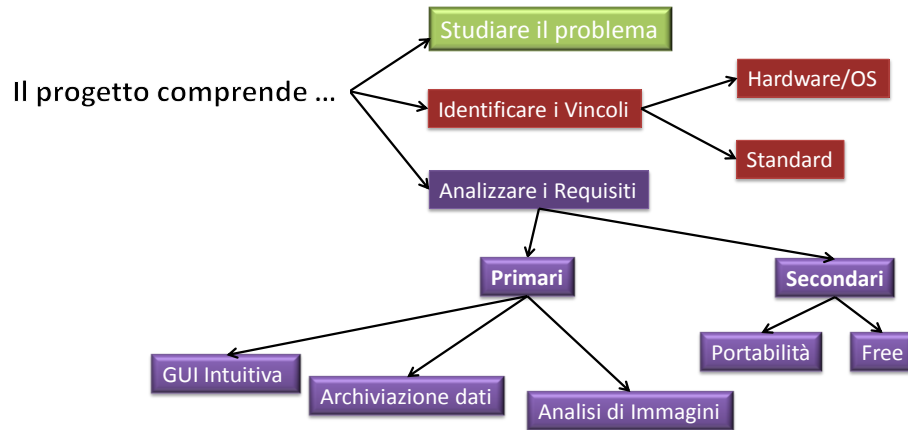 Studiare il problema
Il progetto comprende ...
Hardware/OS
Identificare i Vincoli
Standard
Analizzare i Requisiti
Primari
Secondari
Portabilità
Free
GUI Intuitiva
Archiviazione dati
Analisi di Immagini